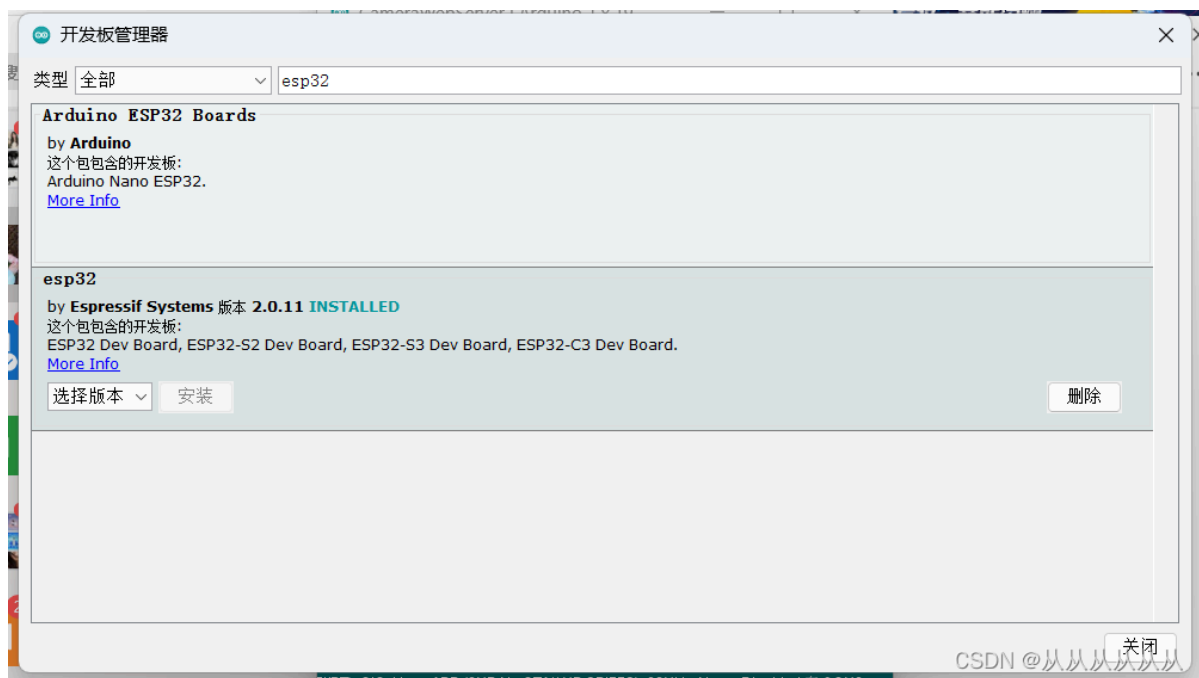 开发板管理器
类型 全部 esp32
Arduino ESP32 Boards
by Arduino
这个包包含的开发板:
Arduino Nano ESP32.
More Info
esp32
by Espressif Systems 版本 2.0.11 INSTALLED
这个包包含的开发板:
ESP32 Dev Board, ESP32-S2 Dev Board, ESP32-S3 Dev Board, ESP32-C3 Dev Board.
More Info
选择版本 安装 删除
关闭
CSDN @从从从从从从